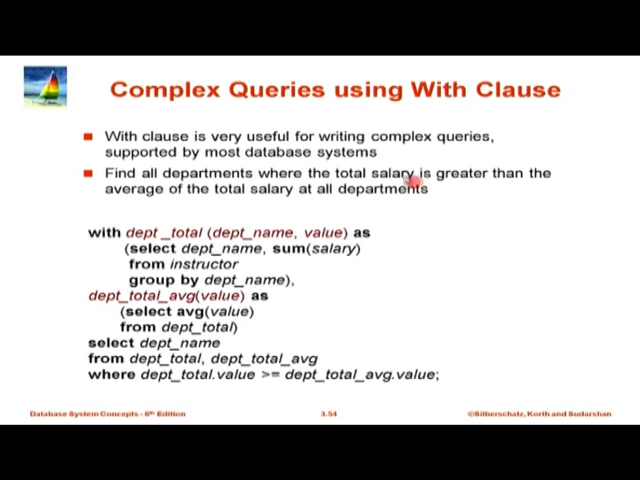 Complex Queries using With Clause
With clause is very useful for writing complex queries,
supported by most database systems
Find all departments where the total salary is greater than the
average of the total salary at all departments
with dept _total (dept_name, value) as
(select dept_name, sum(salary)
from instructor
group by dept_name),
dept_total_avg(value) as
(select avg(value)
from dept_total)
select dept_name
from dept_total, dept_total_avg
where dept_total.value >= dept_total_avg.value;
Database System Concepts - 6th Edition
3.54
©Silberschatz, Korth and Sudarshan